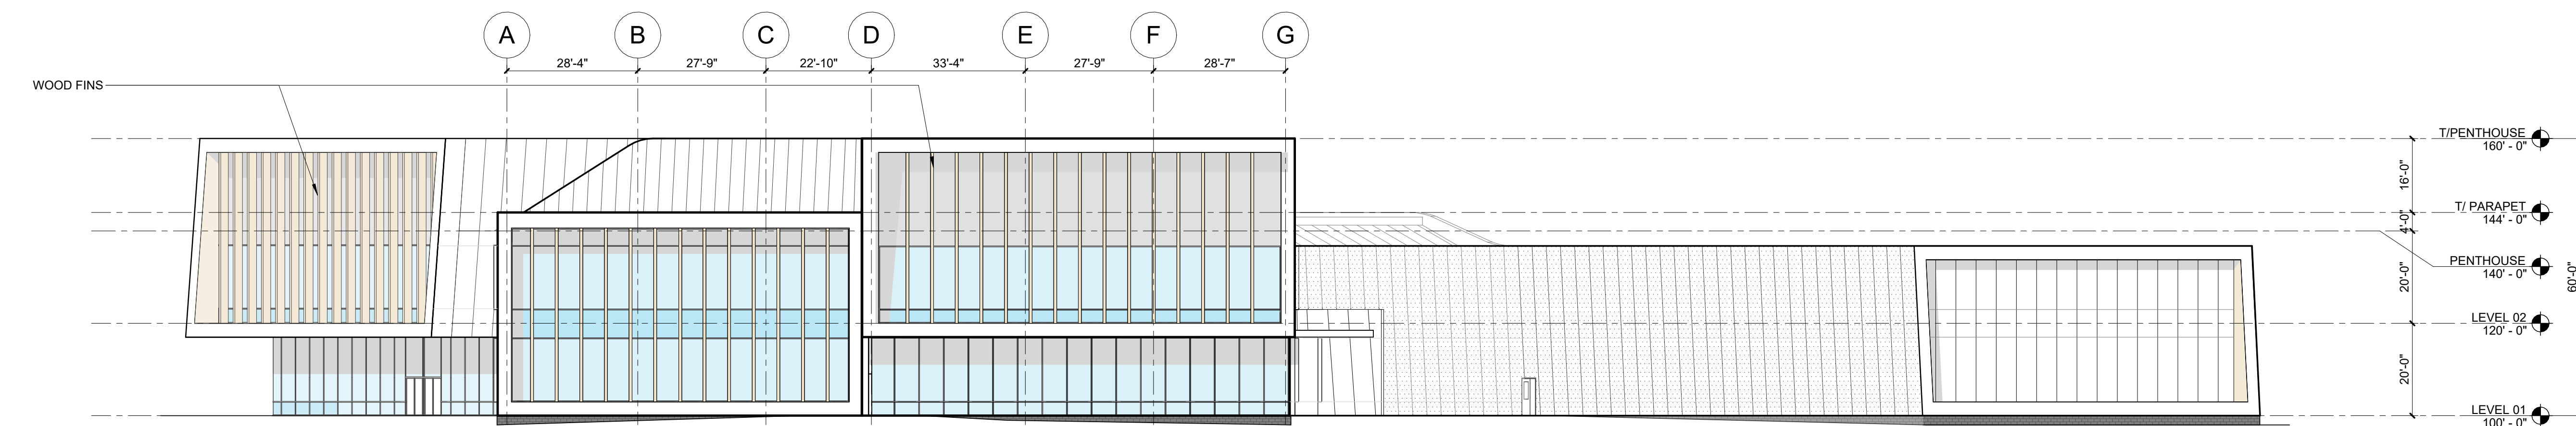 A B C D E F G
28'-4" 27'-9" 22'-10" 33'-4" 27'-9" 28'-7"
WOOD FINS
T/PENTHOUSE
160' - 0"
16'-0"
T/ PARAPET
144' - 0"
4'-0"
PENTHOUSE
140' - 0"
20'-0"
60'-0"
LEVEL 02
120' - 0"
20'-0"
LEVEL 01
100' - 0"